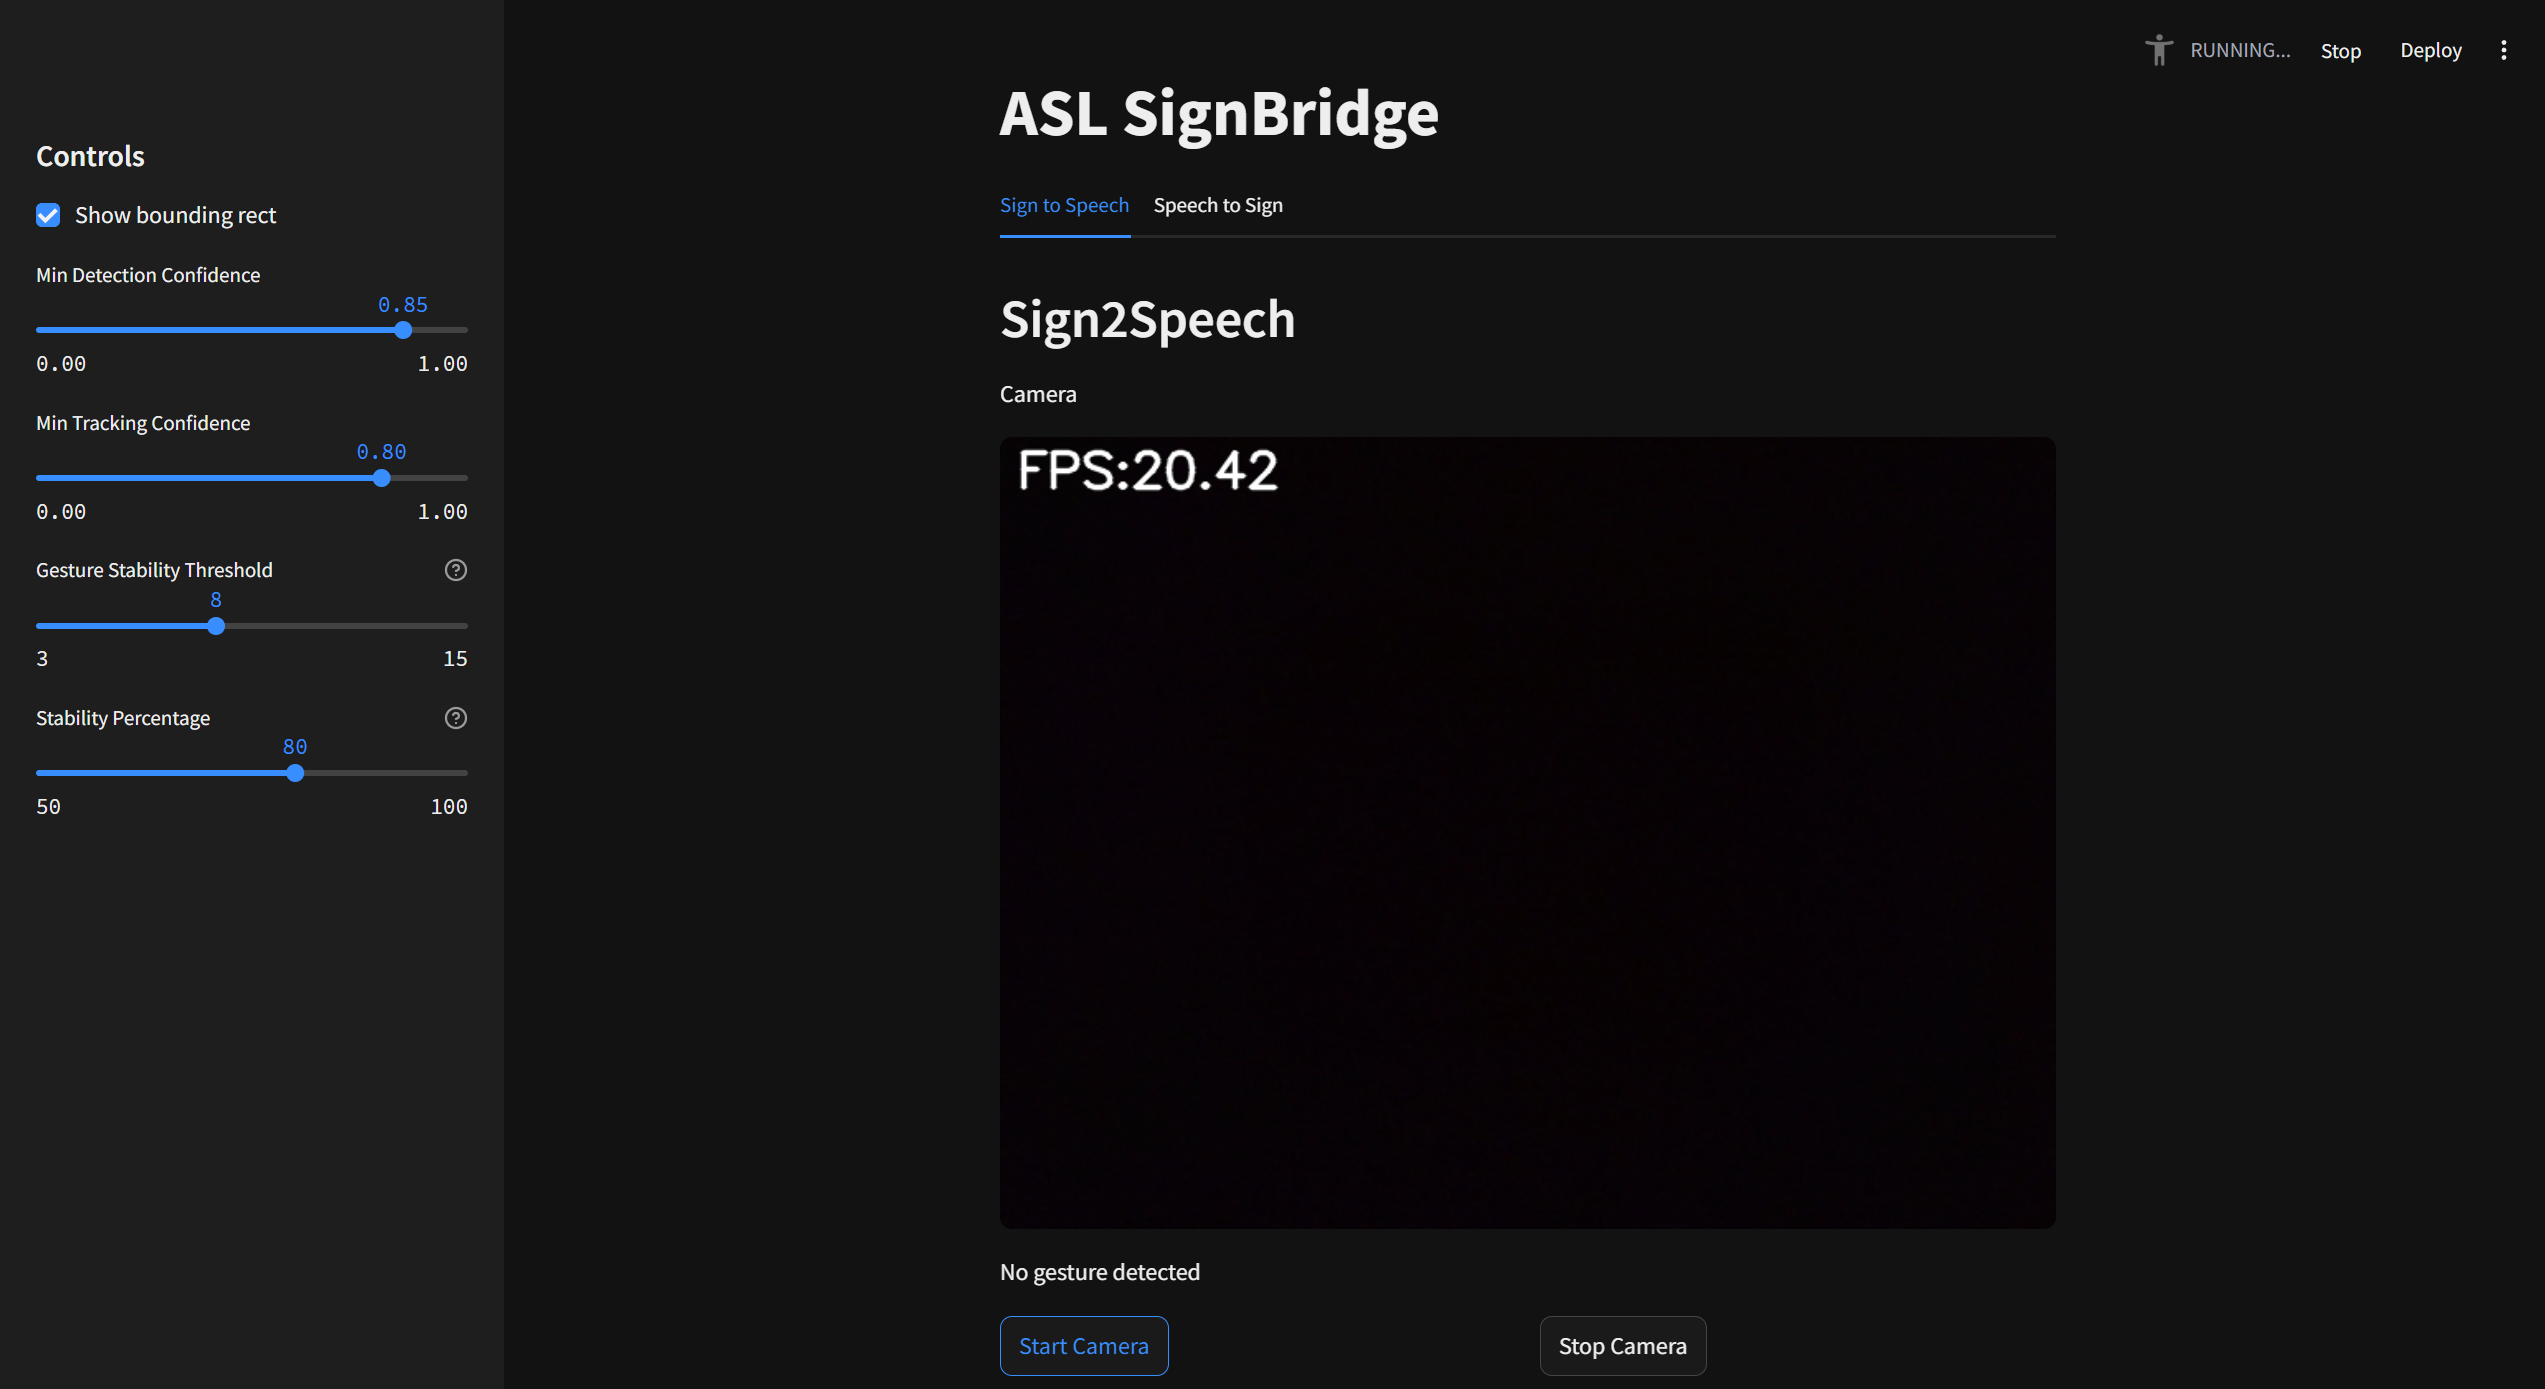 RUNNING...
Stop
Deploy
ASL SignBridge
Controls
Show bounding rect
Min Detection Confidence
0.85
0.00 1.00
Min Tracking Confidence
0.80
0.00 1.00
Gesture Stability Threshold
8
3 15
Stability Percentage
80
50 100
Sign to Speech Speech to Sign
Sign2Speech
Camera
FPS:20.42
No gesture detected
Start Camera
Stop Camera